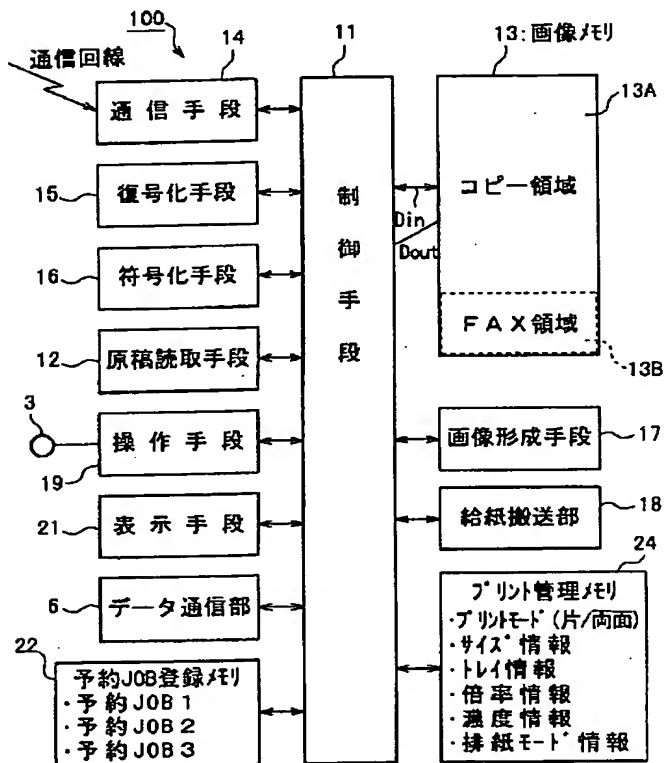 100
通信回線
14
通信手段
15
復号化手段
16
符号化手段
12
原稿読取手段
3
操作手段
19
21
表示手段
6
データ通信部
22
予約JOB登録メモリ
・予約JOB1
・予約JOB2
・予約JOB3
11
制御手段
13:画像メモリ
13A
コピー領域
Din
Dout
FAX領域
13B
画像形成手段
17
給紙搬送部
18
24
プリント管理メモリ
・プリントモード(片/両面)
・サイズ情報
・トレイ情報
・倍率情報
・濃度情報
・排紙モード情報